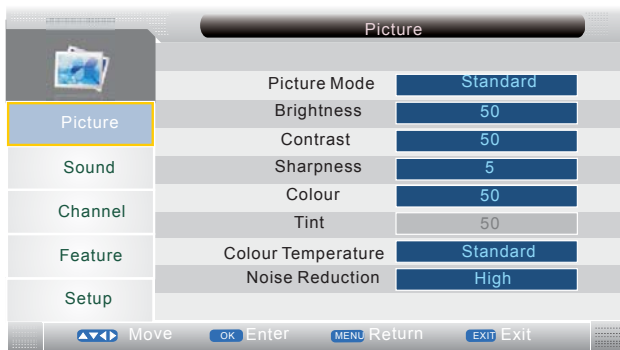 Picture
Picture Mode Standard
Brightness 50
Picture
Contrast 50
Sound
Sharpness 5
Colour 50
Channel
Tint 50
Feature
Colour Temperature Standard
Noise Reduction High
Setup
Move OK Enter MENU Return EXIT Exit